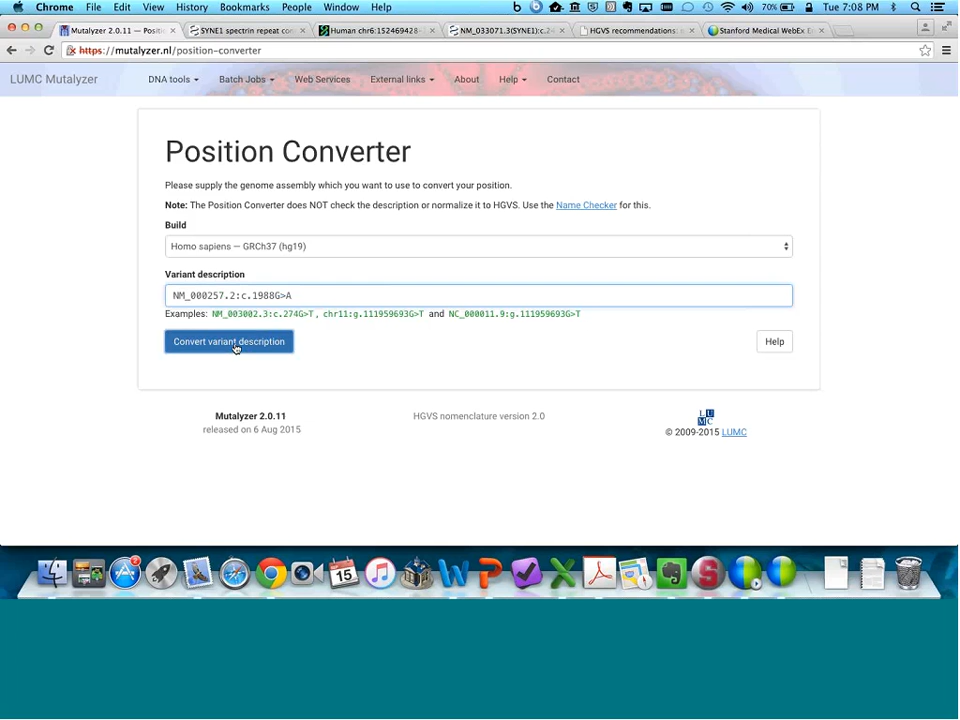 Chrome File Edit View History Bookmarks People Window Help 70% Tue 7:08 PM
Mutalyzer 2.0.11 — Positi × SYNE1 spectrin repeat con × Human chr6:152469428- × NM_033071.3(SYNE1):c.2 × HGVS recommendations: s × Stanford Medical WebEx ×
https://mutalyzer.nl/position-converter
LUMC Mutalyzer DNA tools Batch Jobs Web Services External links About Help Contact
Position Converter
Please supply the genome assembly which you want to use to convert your position.
Note: The Position Converter does NOT check the description or normalize it to HGVS. Use the Name Checker for this.
Build
Homo sapiens — GRCh37 (hg19)
Variant description
NM_000257.2:c.1988G>A
Examples: NM_003002.3:c.274G>T, chr11:g.111959693G>T and NC_000011.9:g.111959693G>T
Convert variant description Help
Mutalyzer 2.0.11 HGVS nomenclature version 2.0
released on 6 Aug 2015
LUMC
© 2009-2015 LUMC
15